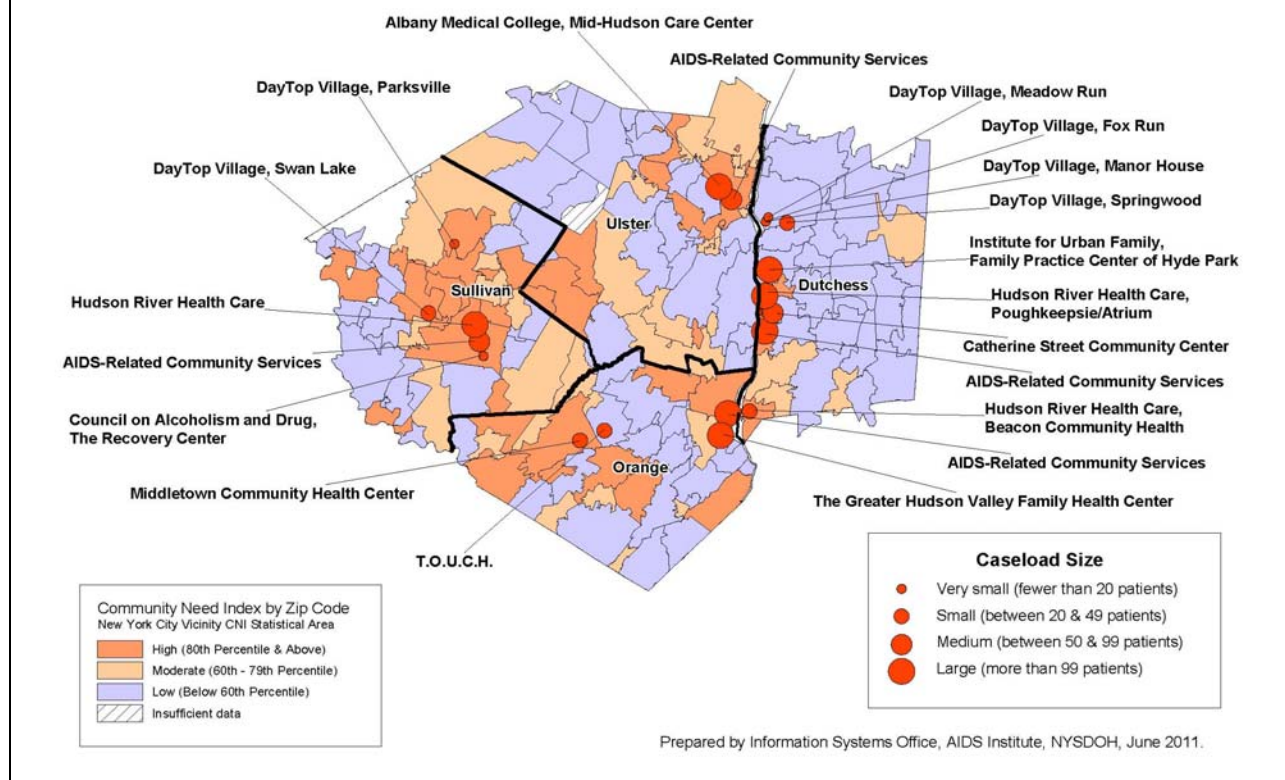 Albany Medical College, Mid-Hudson Care Center
AIDS-Related Community Services
DayTop Village, Parksville
DayTop Village, Meadow Run
DayTop Village, Fox Run
DayTop Village, Swan Lake
DayTop Village, Manor House
DayTop Village, Springwood
Ulster
Institute for Urban Family,
Family Practice Center of Hyde Park
Sullivan
Dutchess
Hudson River Health Care
Hudson River Health Care,
Poughkeepsie/Atrium
Catherine Street Community Center
AIDS-Related Community Services
AIDS-Related Community Services
Council on Alcoholism and Drug,
The Recovery Center
Hudson River Health Care,
Beacon Community Health
Orange
AIDS-Related Community Services
Middletown Community Health Center
The Greater Hudson Valley Family Health Center
T.O.U.C.H.
Caseload Size
Very small (fewer than 20 patients)
Small (between 20 & 49 patients)
Medium (between 50 & 99 patients)
Large (more than 99 patients)
Community Need Index by Zip Code
New York City Vicinity CNI Statistical Area
High (80th Percentile & Above)
Moderate (60th - 79th Percentile)
Low (Below 60th Percentile)
Insufficient data
Prepared by Information Systems Office, AIDS Institute, NYSDOH, June 2011.